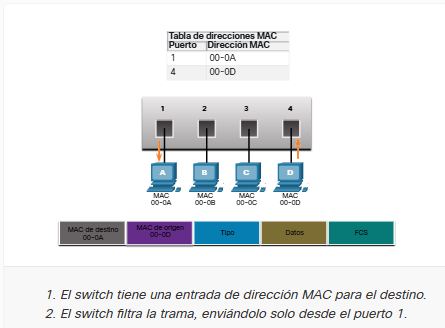 Tabla de direcciones MAC
Puerto Dirección MAC
1 00-0A
4 00-0D
1 2 3 4
A B C D
MAC MAC MAC MAC
00-0A 00-0B 00-0C 00-0D
MAC de destino
00-0A
MAC de origen
00-0D
Tipo
Datos
FCS
1. El switch tiene una entrada de dirección MAC para el destino.
2. El switch filtra la trama, enviándolo solo desde el puerto 1.